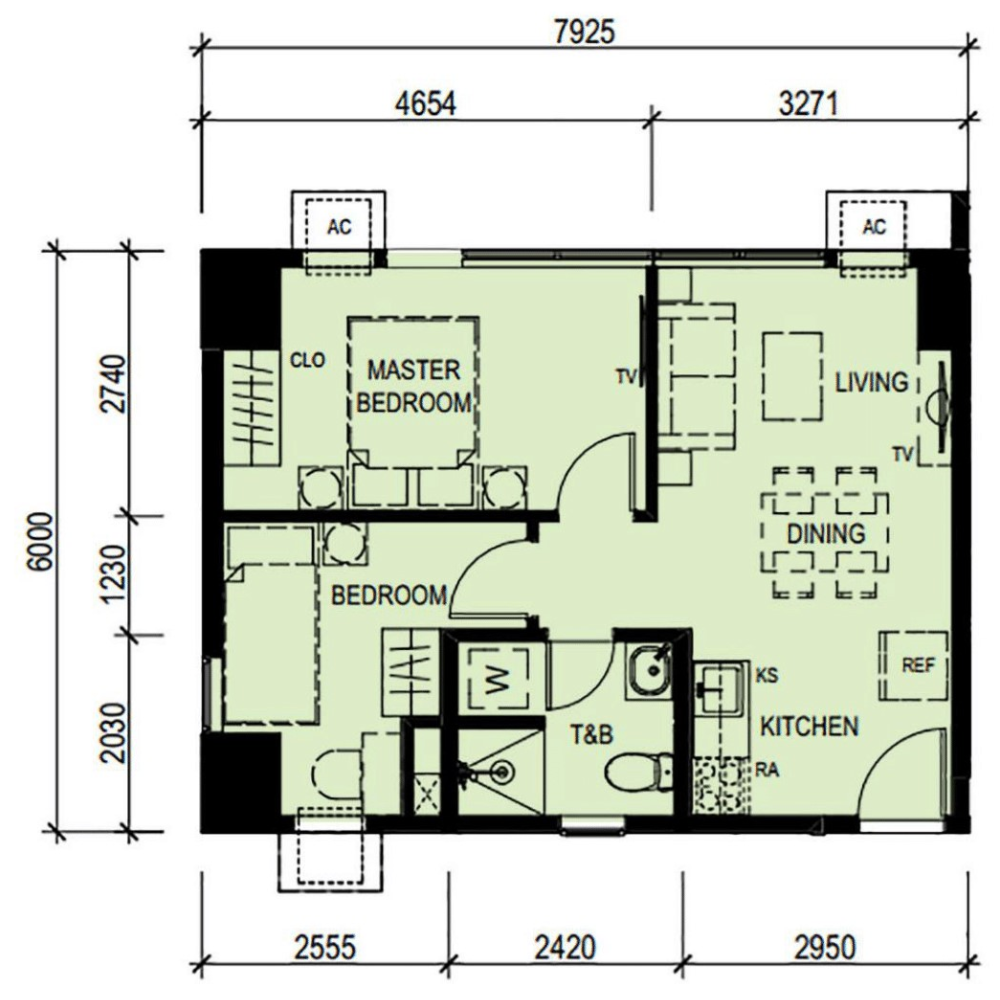 7925
4654
3271
AC
AC
CLO
MASTER
BEDROOM
TV
LIVING
TV
2740
6000
1230
2030
DINING
BEDROOM
W
T&B
KS
REF
KITCHEN
RA
2555
2420
2950